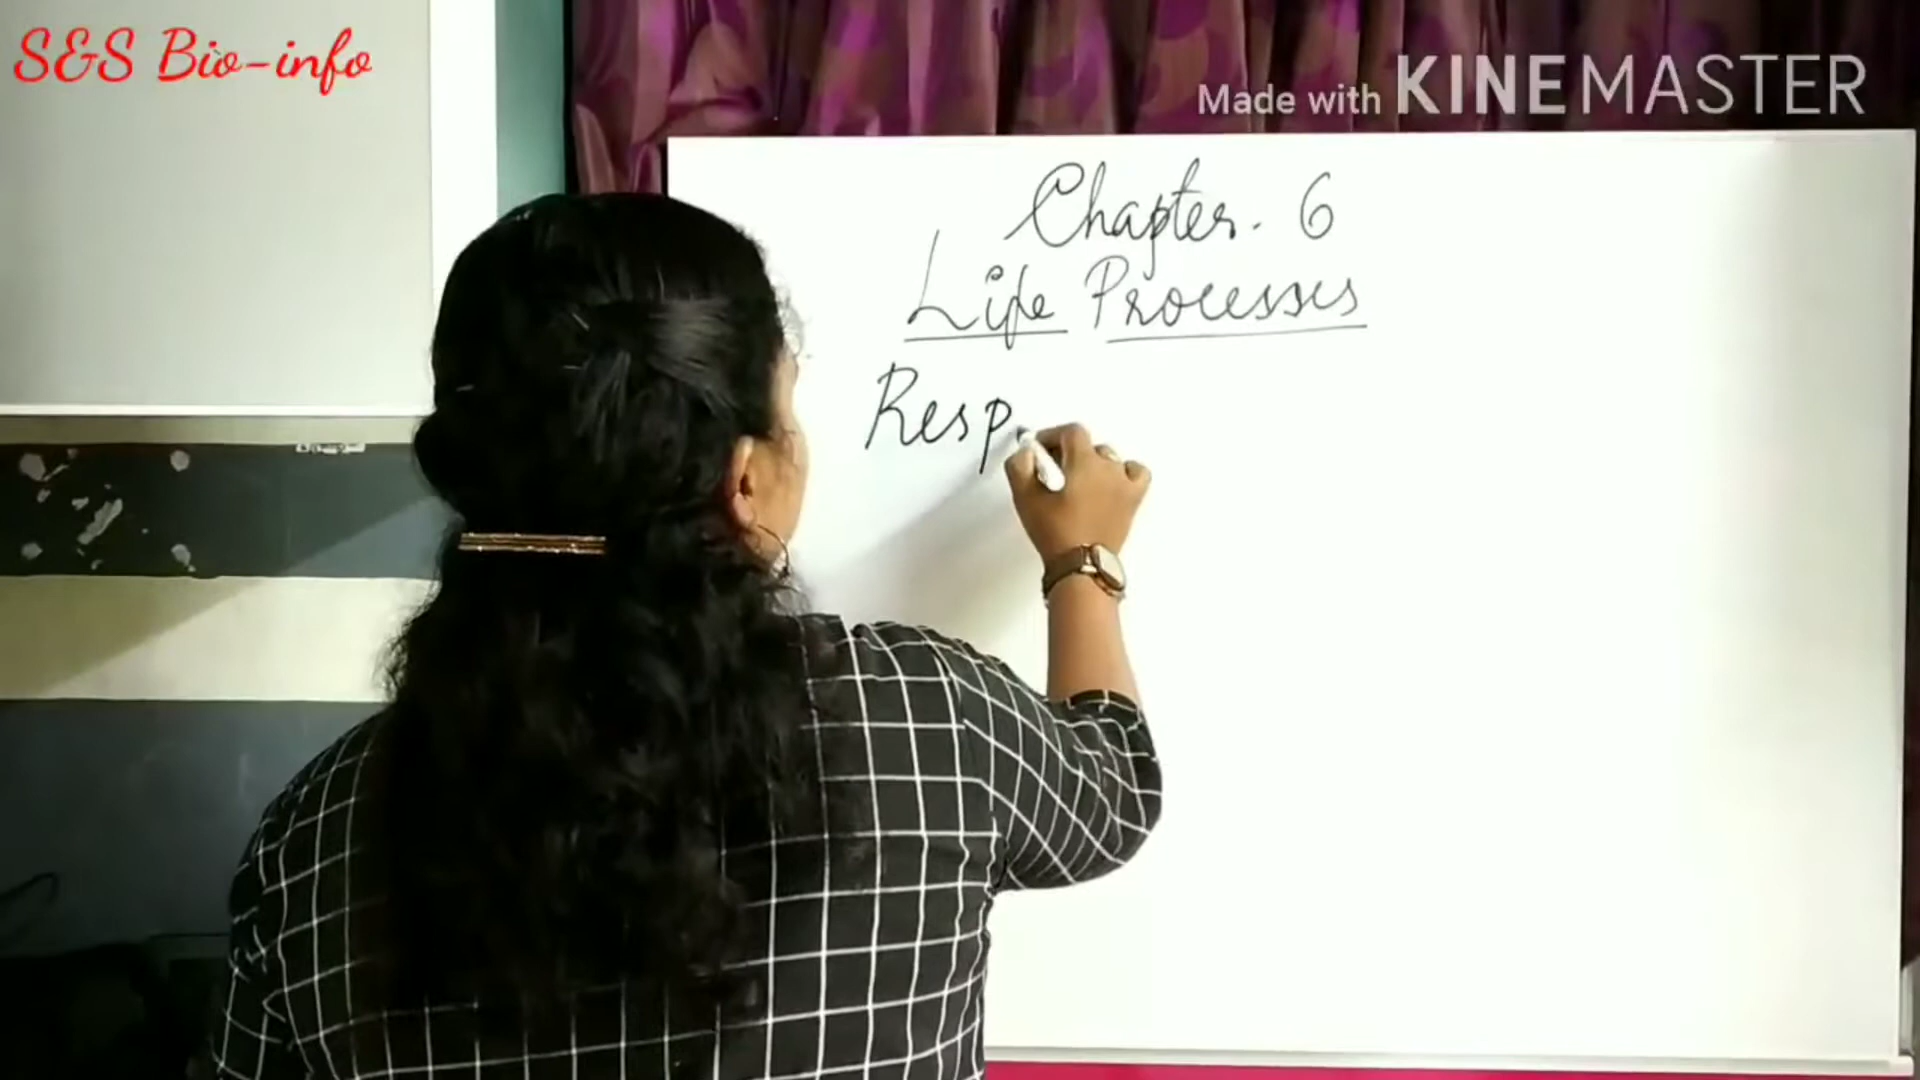 S&S Bio-info
Made with KINEMASTER
Chapter. 6
Life Processes
Resp